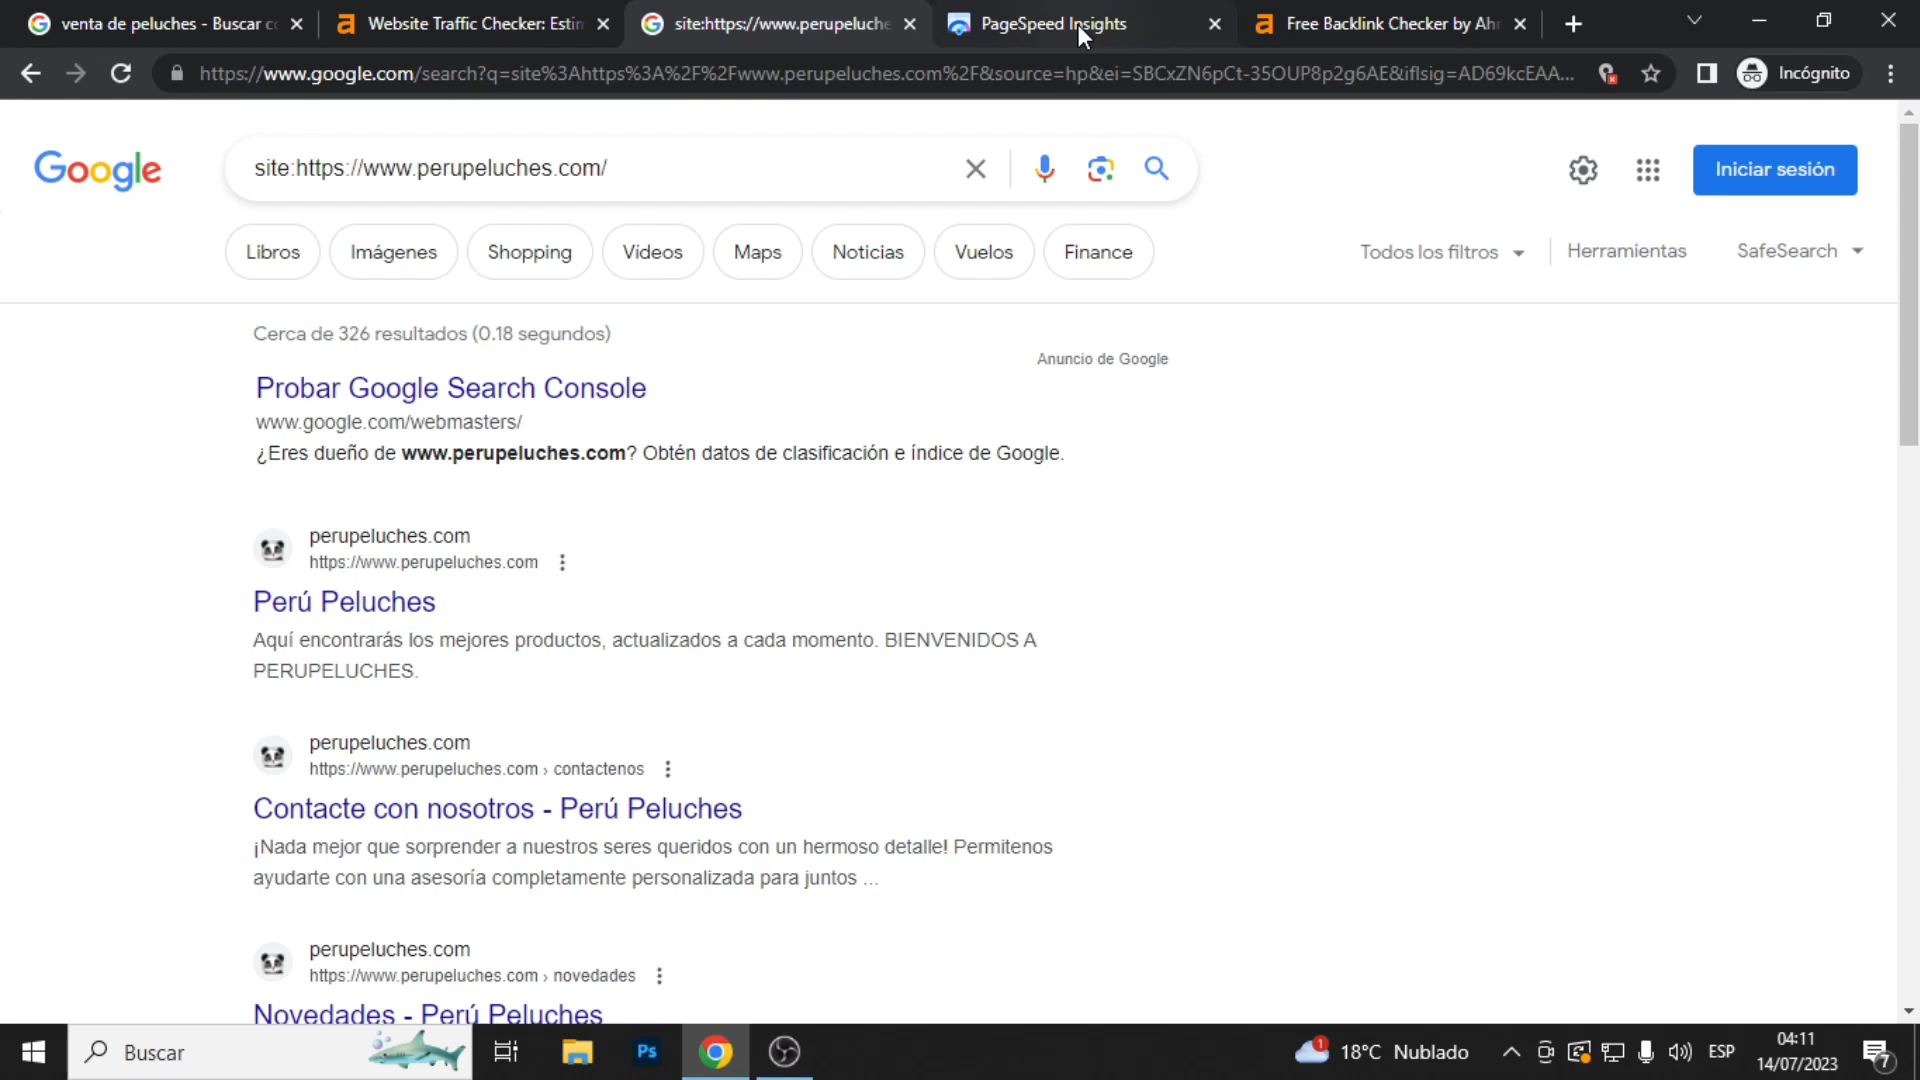 venta de peluches - Buscar co
Website Traffic Checker: Estim
site:https://www.perupeluche
PageSpeed Insights
Free Backlink Checker by Ahr
https://www.google.com/search?q=site%3Ahttps%3A%2F%2Fwww.perupeluches.com%2F&source=hp&ei=SBCxZN6pCt-35OUP8p2g6AE&iflsig=AD69kcEAA...
Incógnito
Google
site:https://www.perupeluches.com/
Iniciar sesión
Libros
Imágenes
Shopping
Videos
Maps
Noticias
Vuelos
Finance
Todos los filtros
Herramientas
SafeSearch
Cerca de 326 resultados (0.18 segundos)
Anuncio de Google
Probar Google Search Console
www.google.com/webmasters/
¿Eres dueño de www.perupeluches.com? Obtén datos de clasificación e índice de Google.
perupeluches.com
https://www.perupeluches.com
Perú Peluches
Aquí encontrarás los mejores productos, actualizados a cada momento. BIENVENIDOS A
PERUPELUCHES.
perupeluches.com
https://www.perupeluches.com › contactenos
Contacte con nosotros - Perú Peluches
¡Nada mejor que sorprender a nuestros seres queridos con un hermoso detalle! Permitenos
ayudarte con una asesoría completamente personalizada para juntos ...
perupeluches.com
https://www.perupeluches.com › novedades
Novedades - Perú Peluches
Buscar
Ps
1
18°C Nublado
ESP
04:11
14/07/2023
7